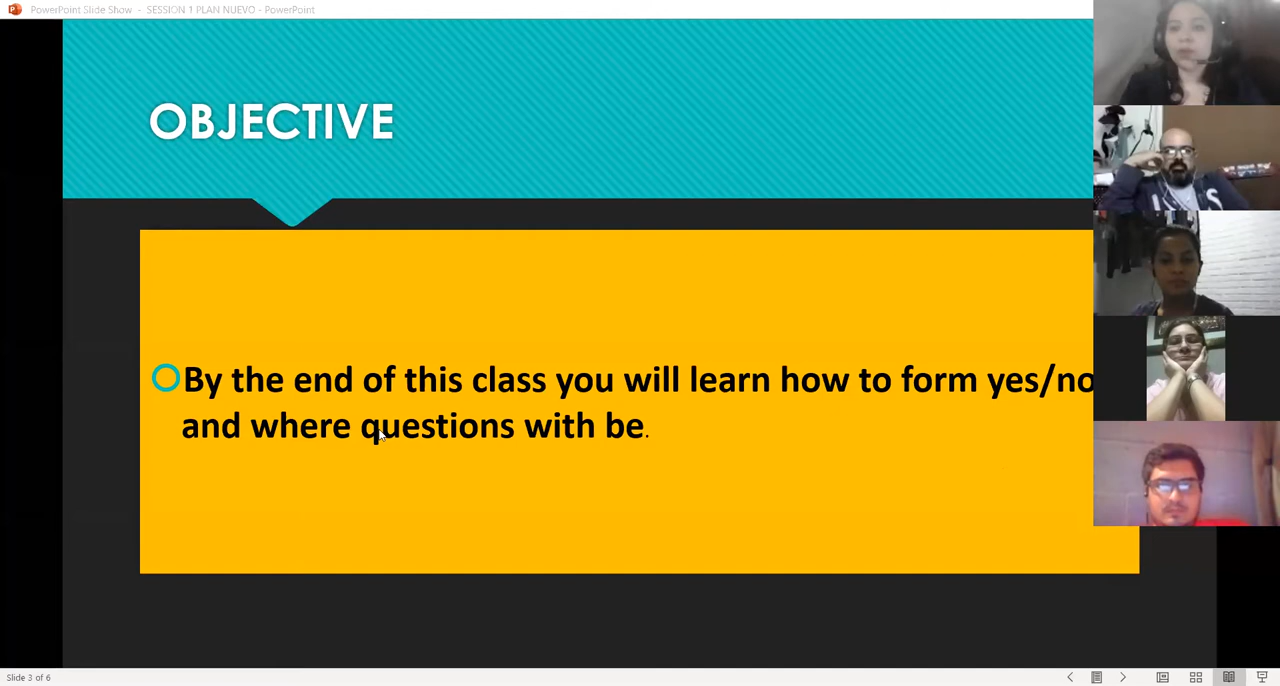 PowerPoint Slide Show - SESSION 1 PLAN NUEVO - PowerPoint
OBJECTIVE
By the end of this class you will learn how to form yes/no
and where questions with be.
Slide 3 of 6